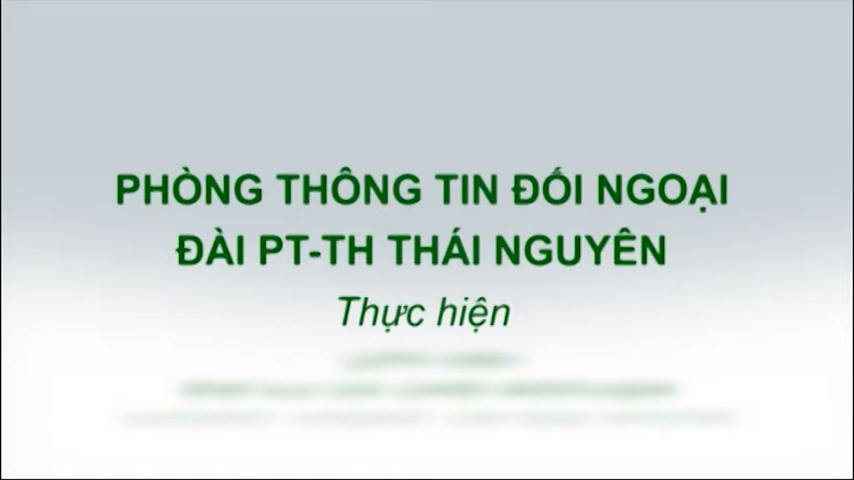 PHÒNG THÔNG TIN ĐỐI NGOẠI
ĐÀI PT-TH THÁI NGUYÊN
Thực hiện